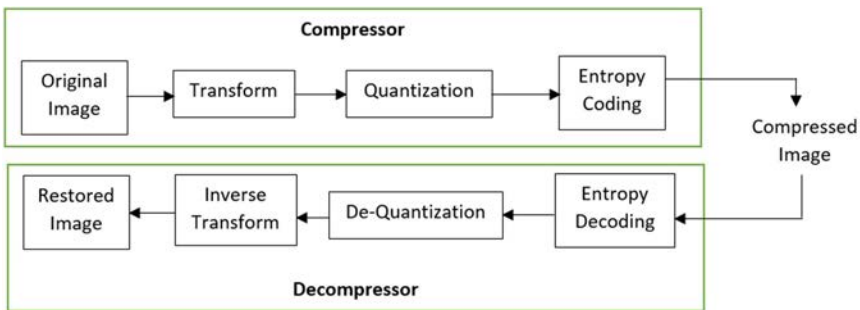 Compressor
Original
Image
Transform
Quantization
Entropy
Coding
Compressed
Image
Restored
Image
Inverse
Transform
De-Quantization
Entropy
Decoding
Decompressor